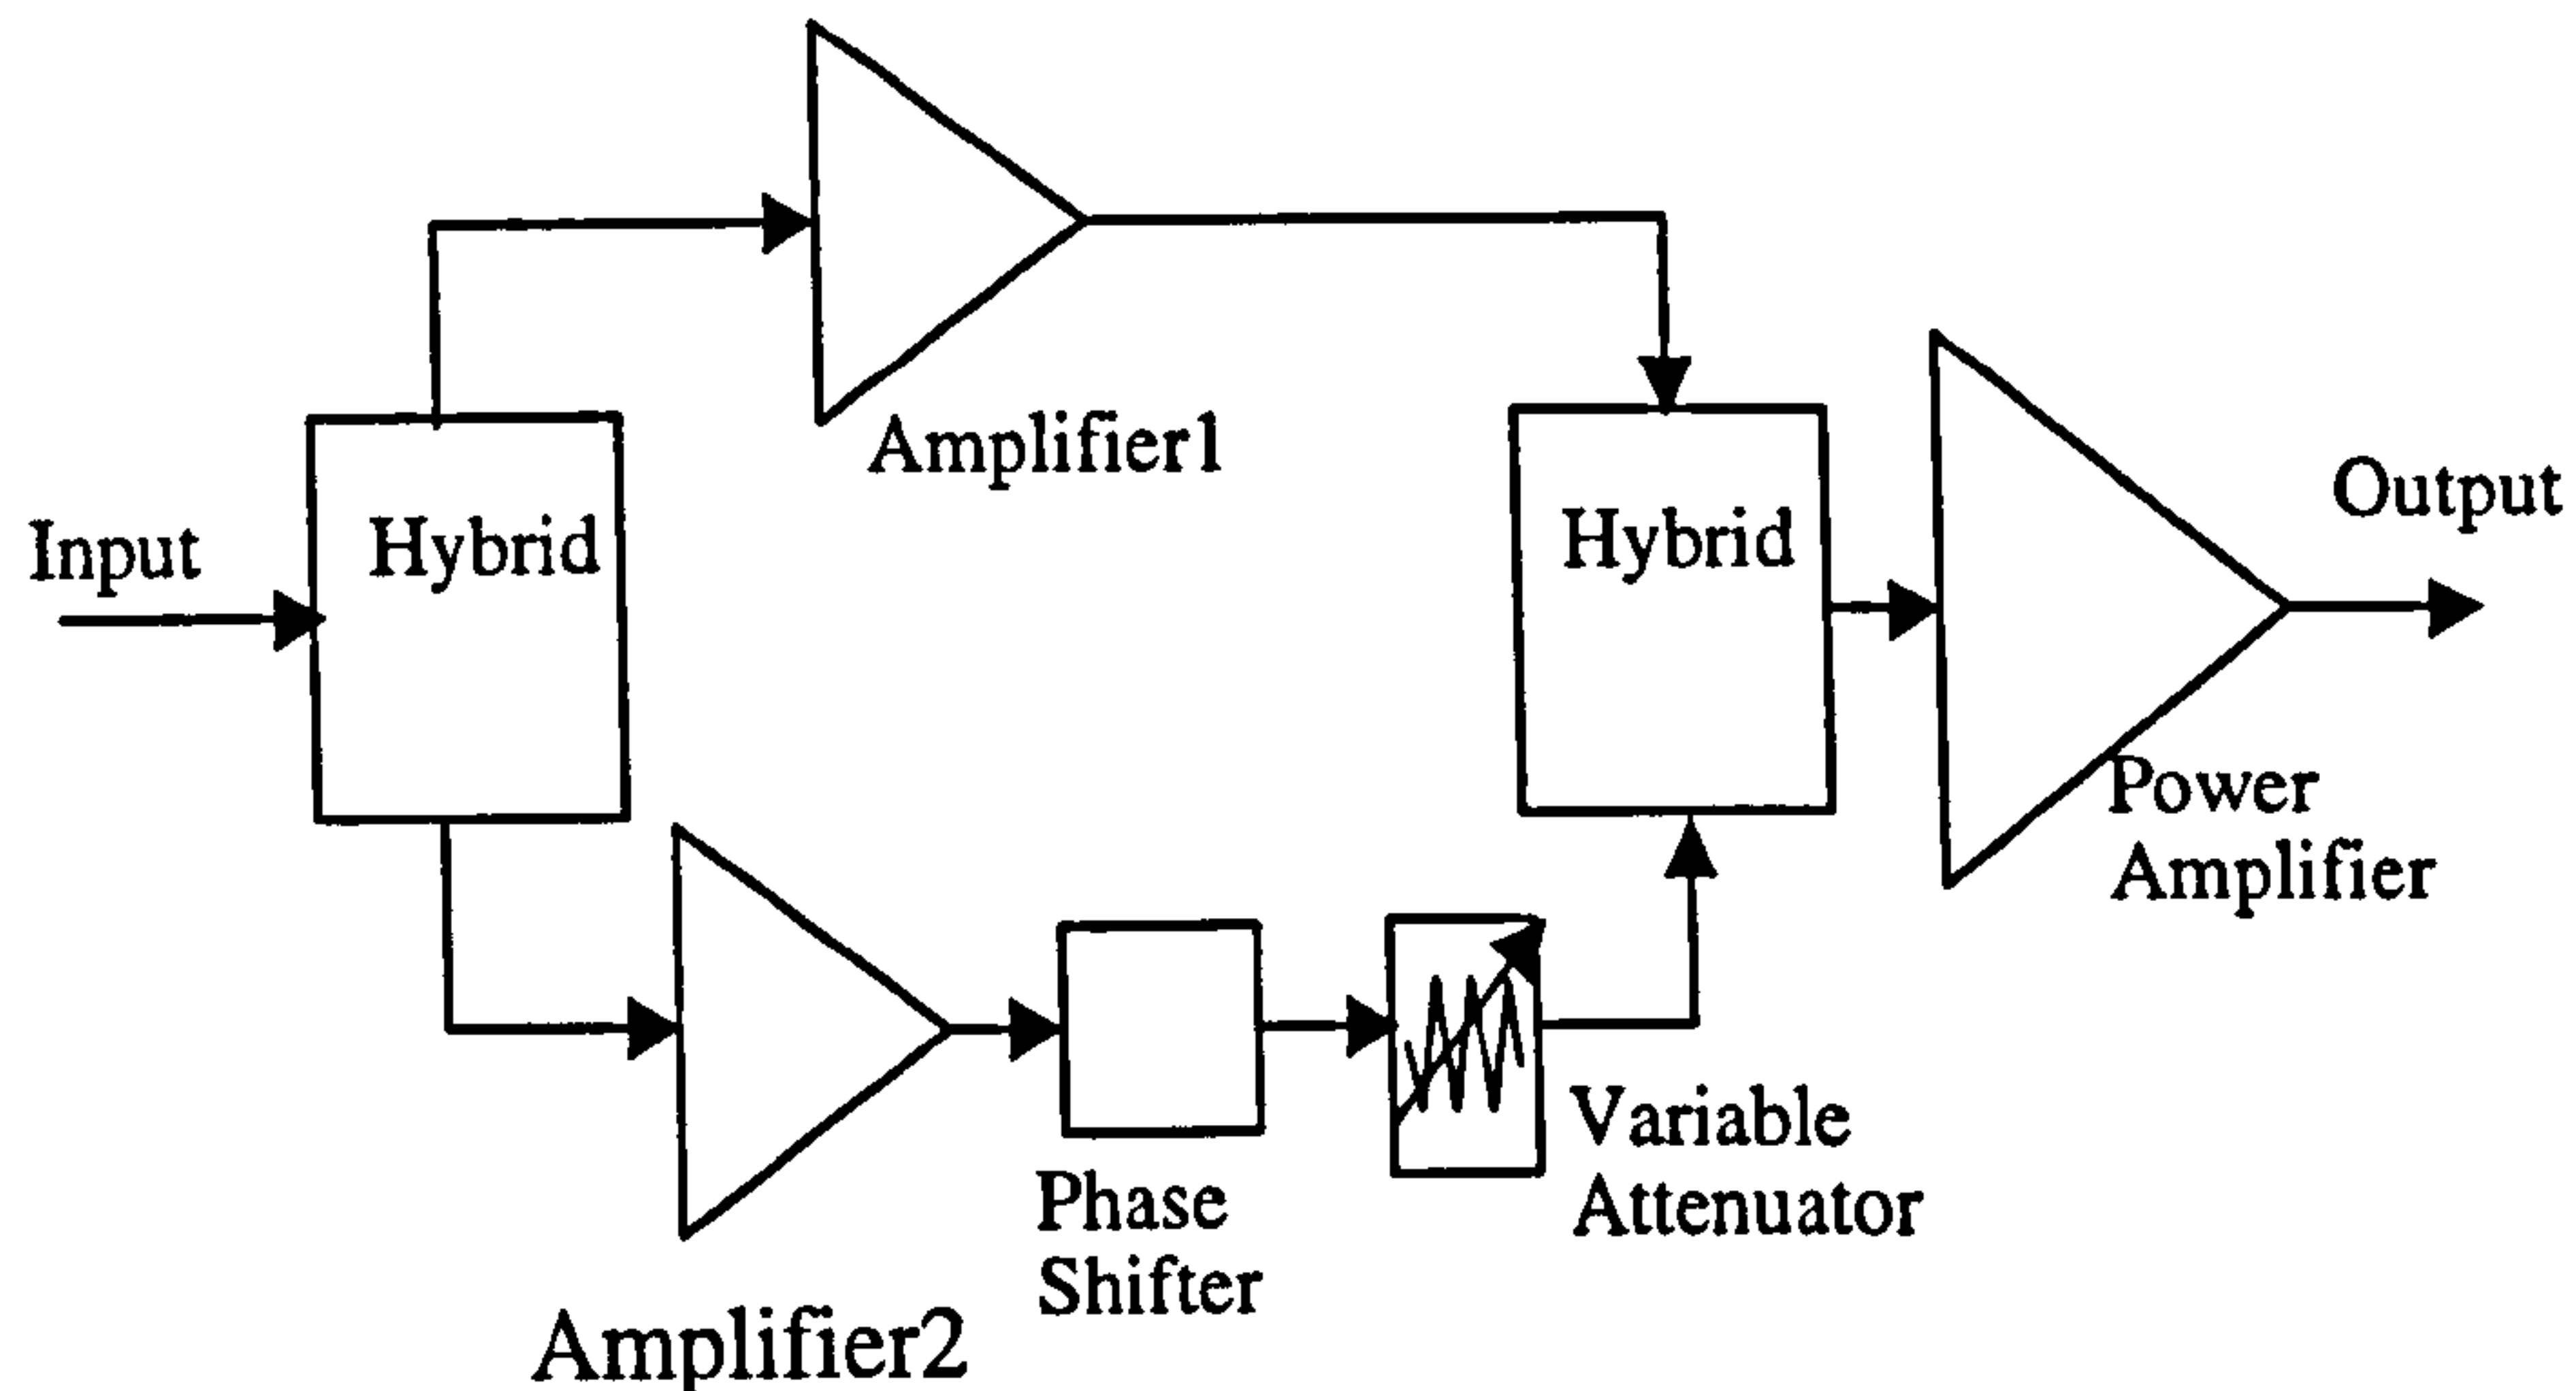 Amplifier1
Input
Hybrid
Hybrid
Output
Power
Amplifier
Variable
Attenuator
Phase
Shifter
Amplifier2